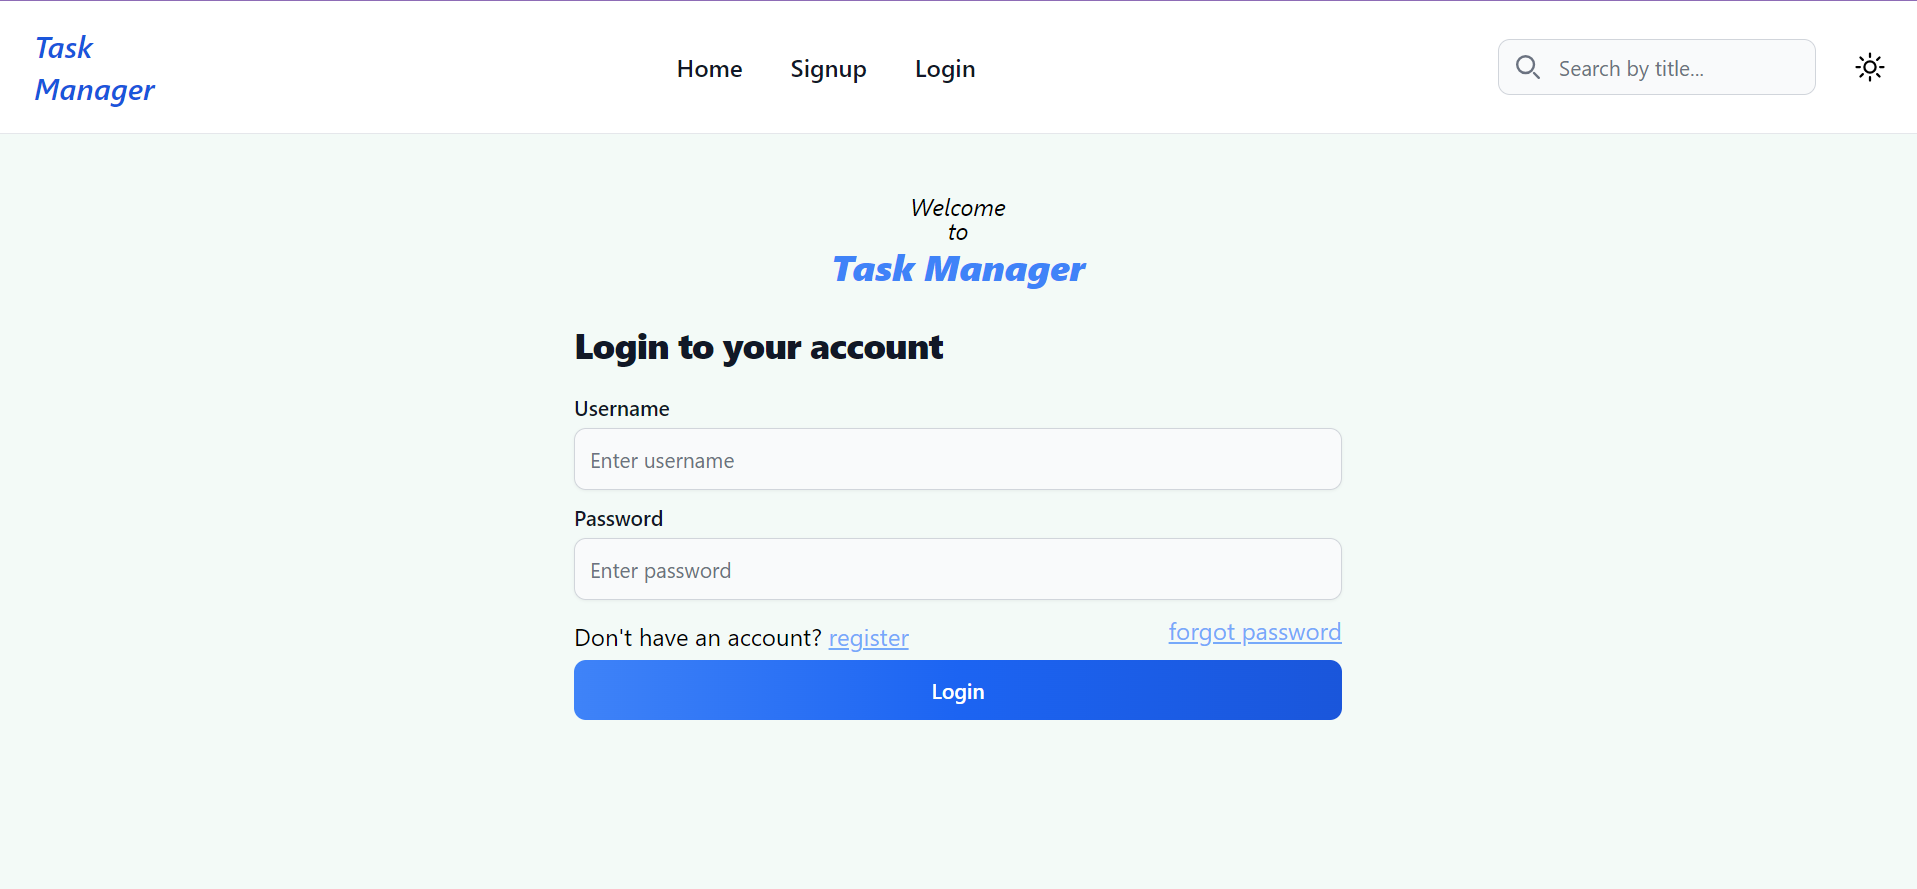 Task
Manager
Home Signup Login
Search by title...
Welcome
to
Task Manager
Login to your account
Username
Enter username
Password
Enter password
Don't have an account? register
forgot password
Login